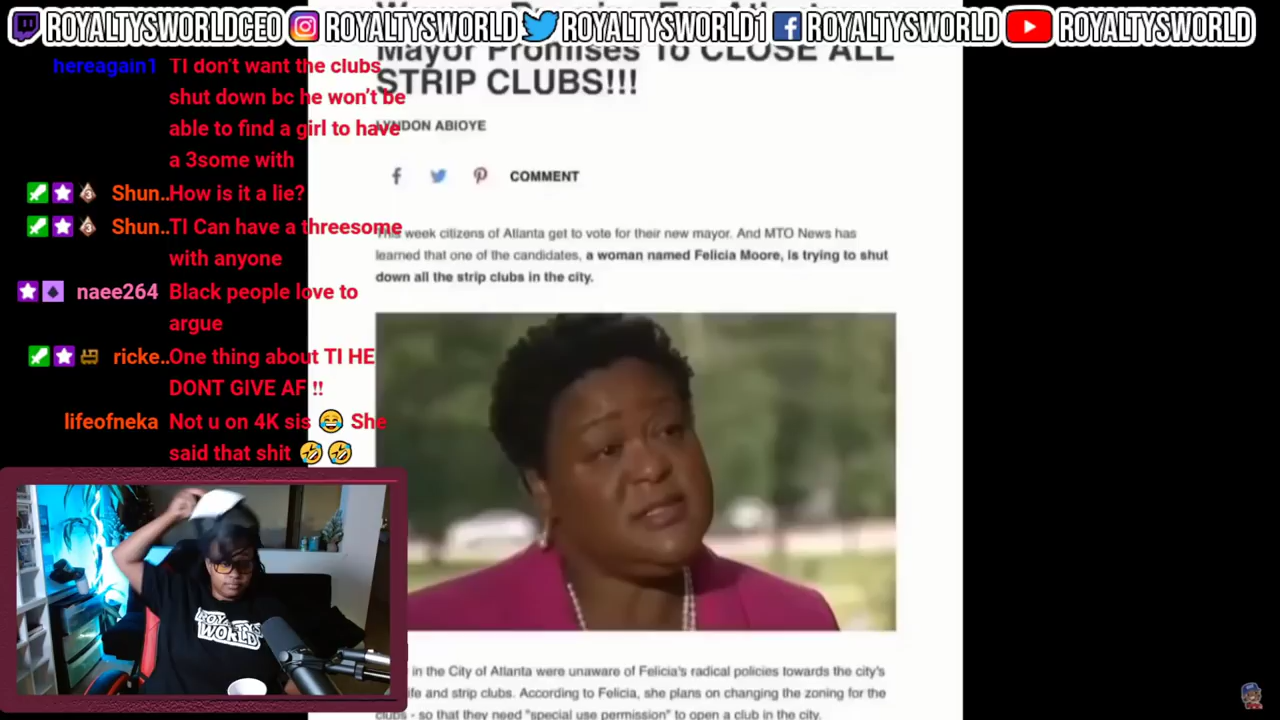 ROYALTYSWORLDCEO ROYALTYSWORLD ROYALTYSWORLD1 ROYALTYSWORLD ROYALTYSWORLD
Mayor Promises To CLOSE ALL
STRIP CLUBS!!!
LYNDON ABIOYE
COMMENT
This week citizens of Atlanta get to vote for their new mayor. And MTO News has
learned that one of the candidates, a woman named Felicia Moore, is trying to shut
down all the strip clubs in the city.
in the City of Atlanta were unaware of Felicia's radical policies towards the city's
life and strip clubs. According to Felicia, she plans on changing the zoning for the
clubs - so that they need "special use permission" to open a club in the city.
hereagain1 TI don't want the clubs
shut down bc he won't be
able to find a girl to have
a 3some with
Shun.. How is it a lie?
Shun.. TI Can have a threesome
with anyone
naee264 Black people love to
argue
ricke.. One thing about TI HE
DONT GIVE AF ‼
lifeofneka Not u on 4K sis 😂 She
said that shit 🤣🤣
ROYALTYS
WORLD